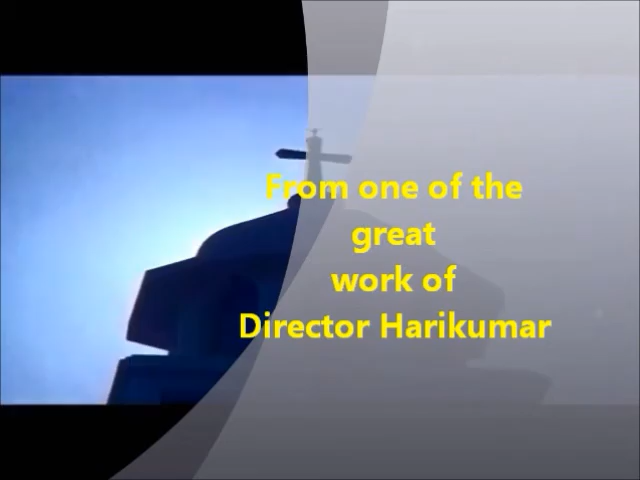 From one of the
great
work of
Director Harikumar